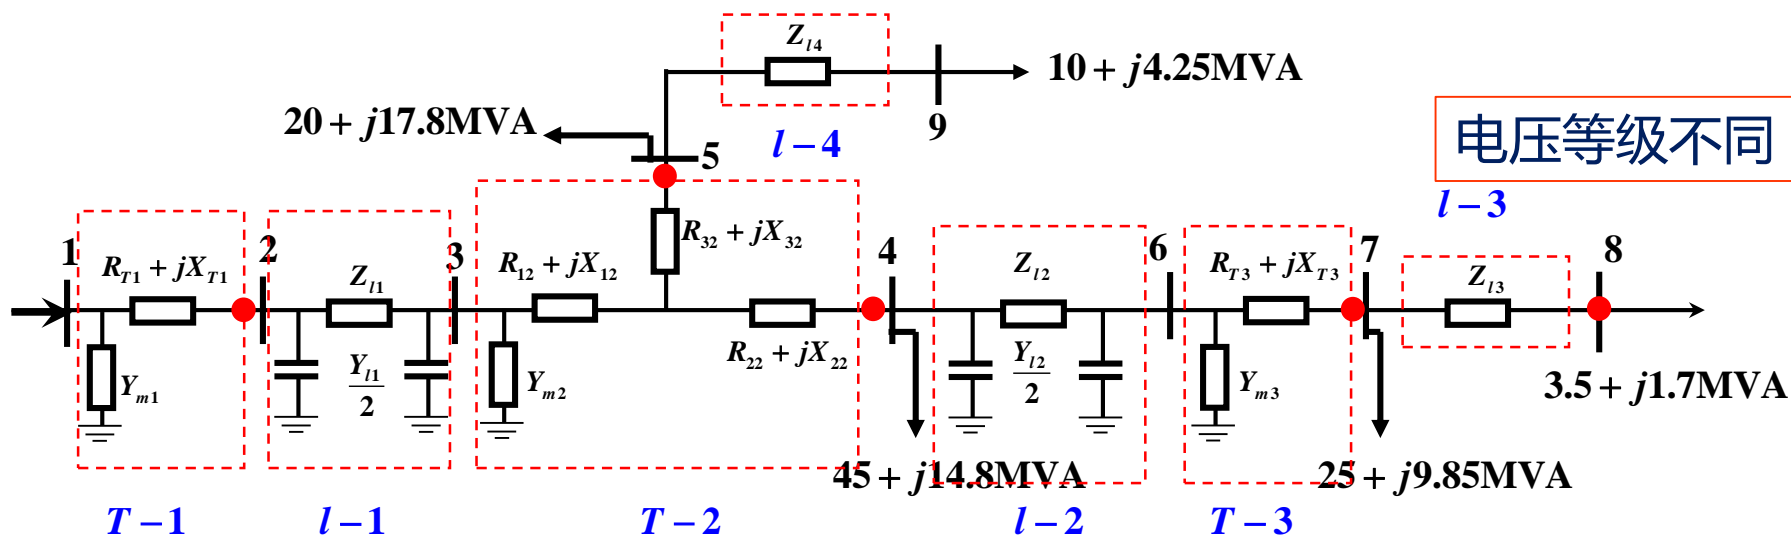 Z_{l4}
10 + j4.25MVA
9
20 + j17.8MVA
5
l − 4
电压等级不同
l − 3
1
R_{T1} + jX_{T1}
2
Z_{l1}
3
R_{12} + jX_{12}
R_{32} + jX_{32}
4
Z_{l2}
6
R_{T3} + jX_{T3}
7
Z_{l3}
8
Y_{m1}
\frac{Y_{l1}}{2}
Y_{m2}
R_{22} + jX_{22}
\frac{Y_{l2}}{2}
Y_{m3}
3.5 + j1.7MVA
45 + j14.8MVA
25 + j9.85MVA
T − 1
l − 1
T − 2
l − 2
T − 3